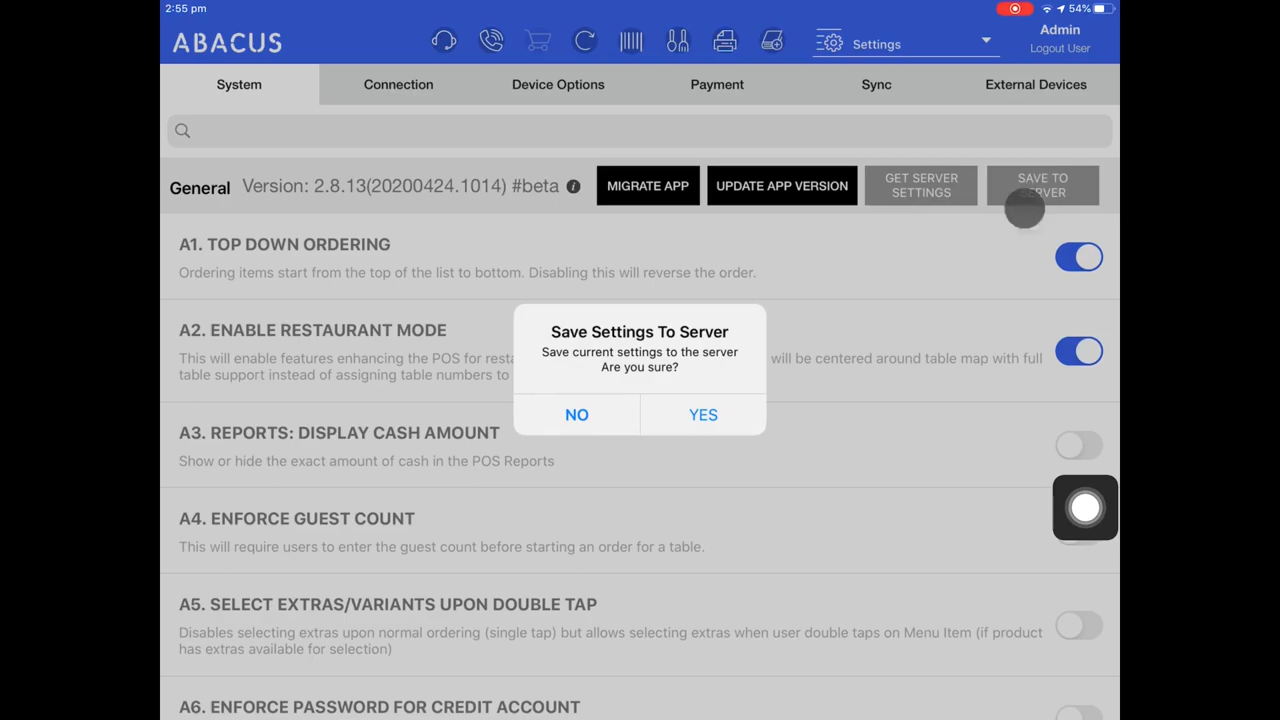 2:55 pm
54%
ABACUS
Settings
Admin
Logout User
System
Connection
Device Options
Payment
Sync
External Devices
General
Version: 2.8.13(20200424.1014) #beta
MIGRATE APP
UPDATE APP VERSION
GET SERVER
SETTINGS
SAVE TO
SERVER
A1. TOP DOWN ORDERING
Ordering items start from the top of the list to bottom. Disabling this will reverse the order.
A2. ENABLE RESTAURANT MODE
This will enable features enhancing the POS for resta
will be centered around table map with full
table support instead of assigning table numbers to
Save Settings To Server
Save current settings to the server
Are you sure?
NO
YES
A3. REPORTS: DISPLAY CASH AMOUNT
Show or hide the exact amount of cash in the POS Reports
A4. ENFORCE GUEST COUNT
This will require users to enter the guest count before starting an order for a table.
A5. SELECT EXTRAS/VARIANTS UPON DOUBLE TAP
Disables selecting extras upon normal ordering (single tap) but allows selecting extras when user double taps on Menu Item (if product
has extras available for selection)
A6. ENFORCE PASSWORD FOR CREDIT ACCOUNT